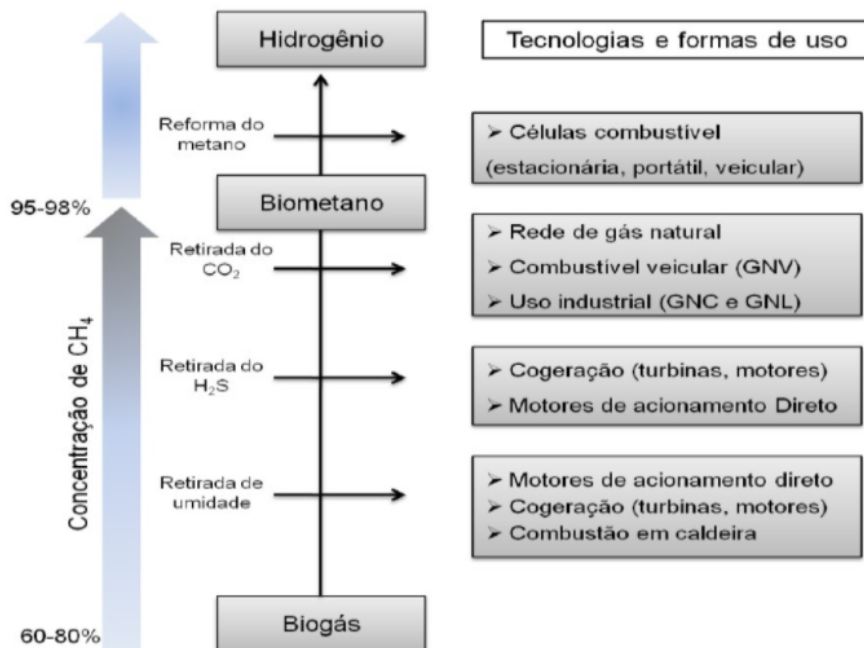 Hidrogênio
Tecnologias e formas de uso
Reforma do
metano
➢ Células combustível
(estacionária, portátil, veicular)
95-98%
Biometano
Retirada do
CO₂
➢ Rede de gás natural
➢ Combustível veicular (GNV)
➢ Uso industrial (GNC e GNL)
Concentração de CH₄
Retirada do
H₂S
➢ Cogeração (turbinas, motores)
➢ Motores de acionamento Direto
Retirada de
umidade
➢ Motores de acionamento direto
➢ Cogeração (turbinas, motores)
➢ Combustão em caldeira
60-80%
Biogás